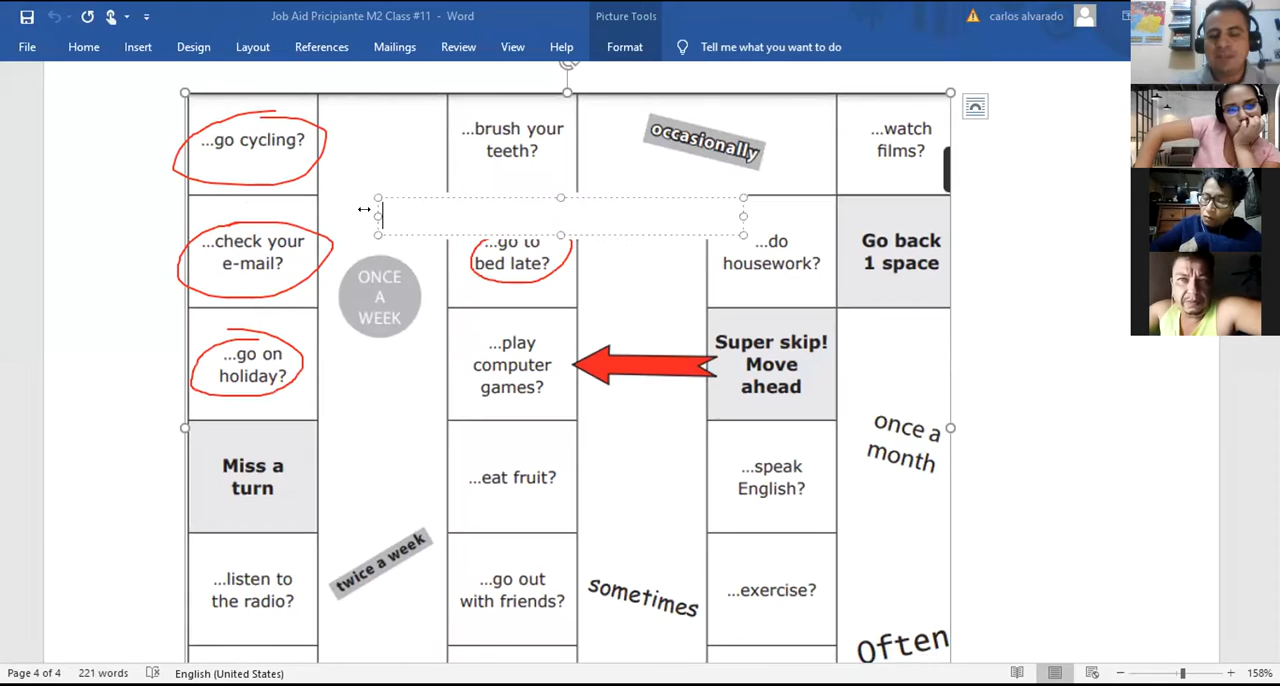 Job Aid Pricipiante M2 Class #11 - Word
Picture Tools
carlos alvarado
File
Home
Insert
Design
Layout
References
Mailings
Review
View
Help
Format
Tell me what you want to do
...go cycling?
...brush your
teeth?
occasionally
...watch
films?
...check your
e-mail?
ONCE
A
WEEK
...go to
bed late?
...do
housework?
Go back
1 space
...go on
holiday?
...play
computer
games?
Super skip!
Move
ahead
once a
month
Miss a
turn
...eat fruit?
...speak
English?
...listen to
the radio?
twice a week
...go out
with friends?
sometimes
...exercise?
Often
Page 4 of 4
221 words
English (United States)
158%